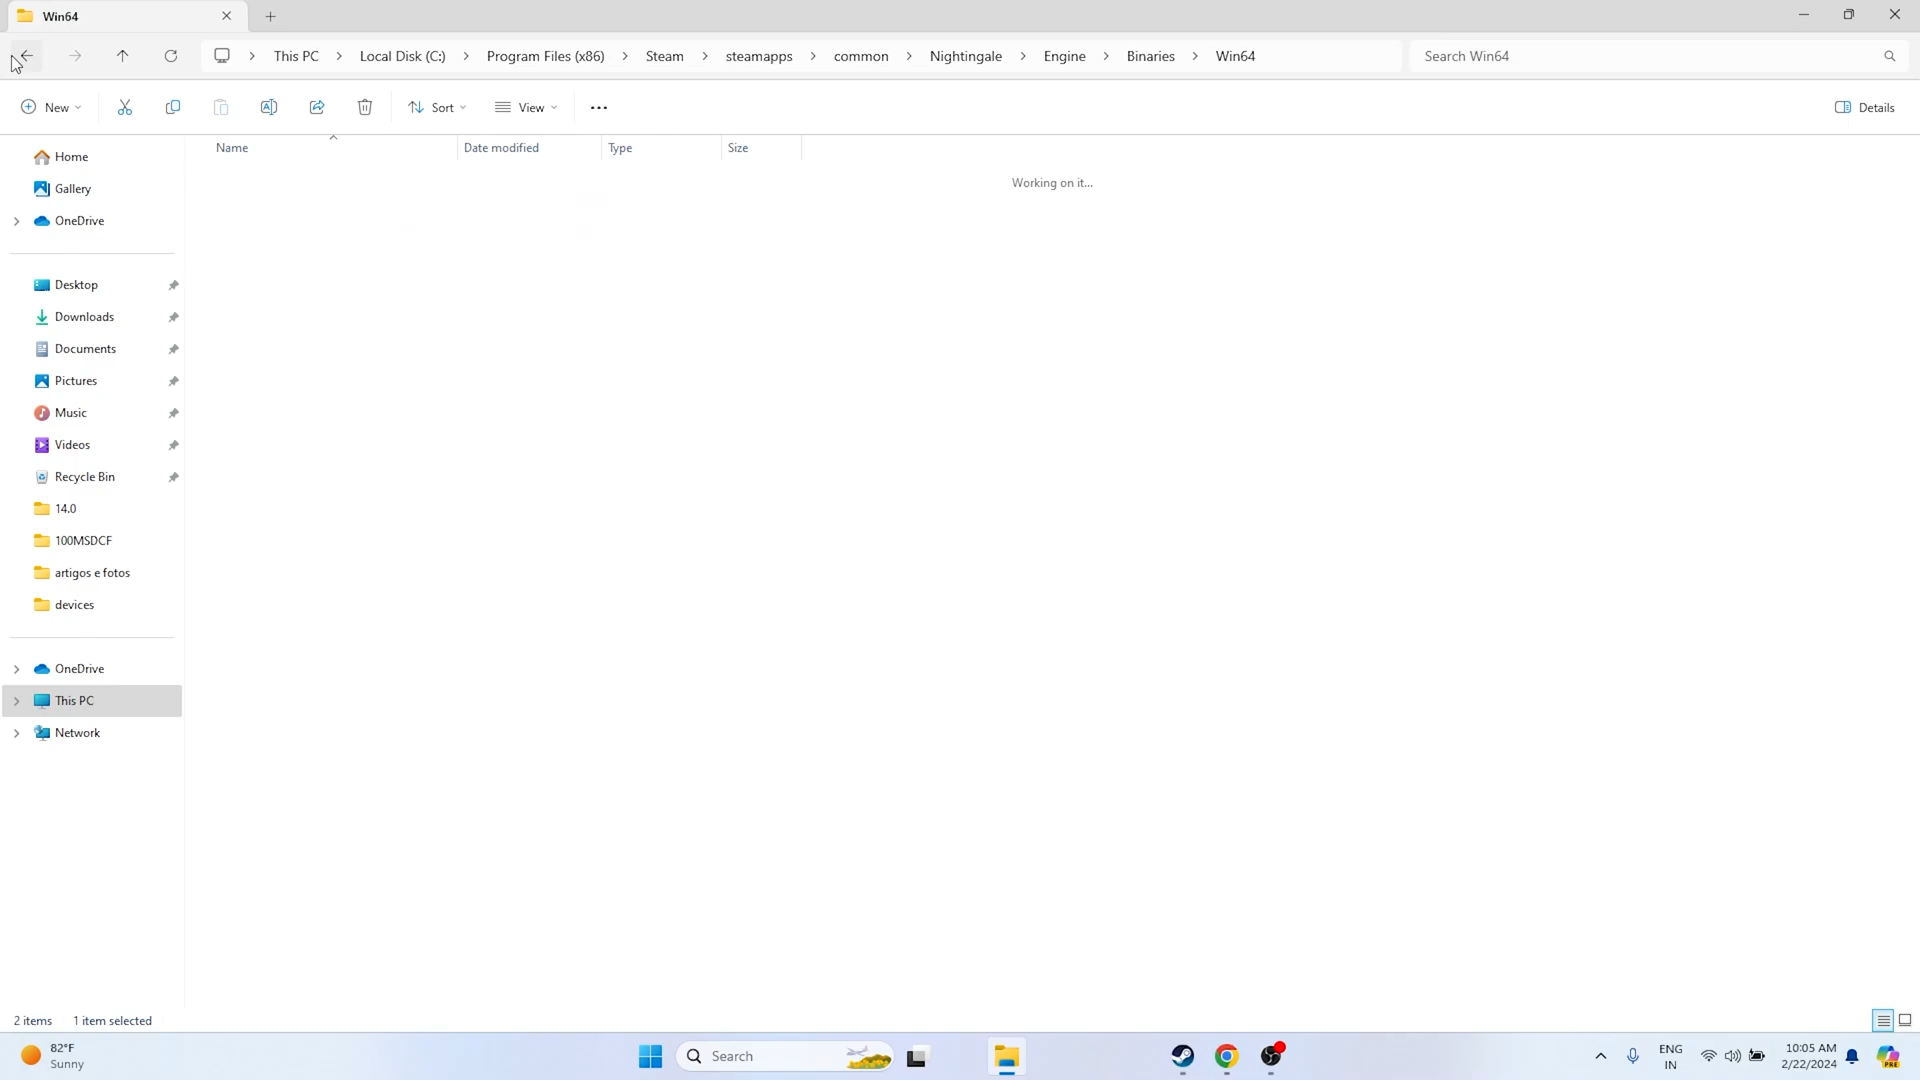 Win64
This PC
Local Disk (C:)
Program Files (x86)
Steam
steamapps
common
Nightingale
Engine
Binaries
Win64
Search Win64
New
Sort
View
Details
Name
Date modified
Type
Size
Working on it...
Home
Gallery
OneDrive
Desktop
Downloads
Documents
Pictures
Music
Videos
Recycle Bin
14.0
100MSDCF
artigos e fotos
devices
OneDrive
This PC
Network
2 items
1 item selected
82°F
Sunny
Search
ENG
IN
10:05 AM
2/22/2024
PRE